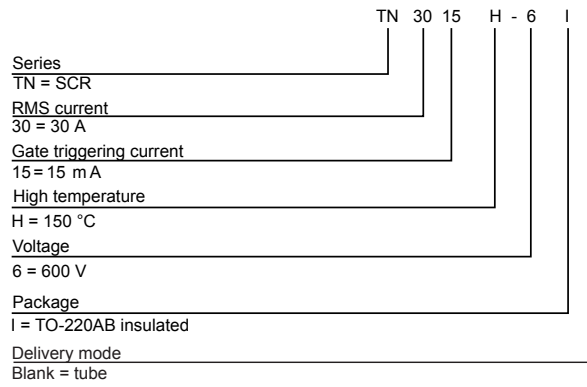 TN 30 15 H - 6 I
Series
TN = SCR
RMS current
30 = 30 A
Gate triggering current
15 = 15 mA
High temperature
H = 150 °C
Voltage
6 = 600 V
Package
I = TO-220AB insulated
Delivery mode
Blank = tube